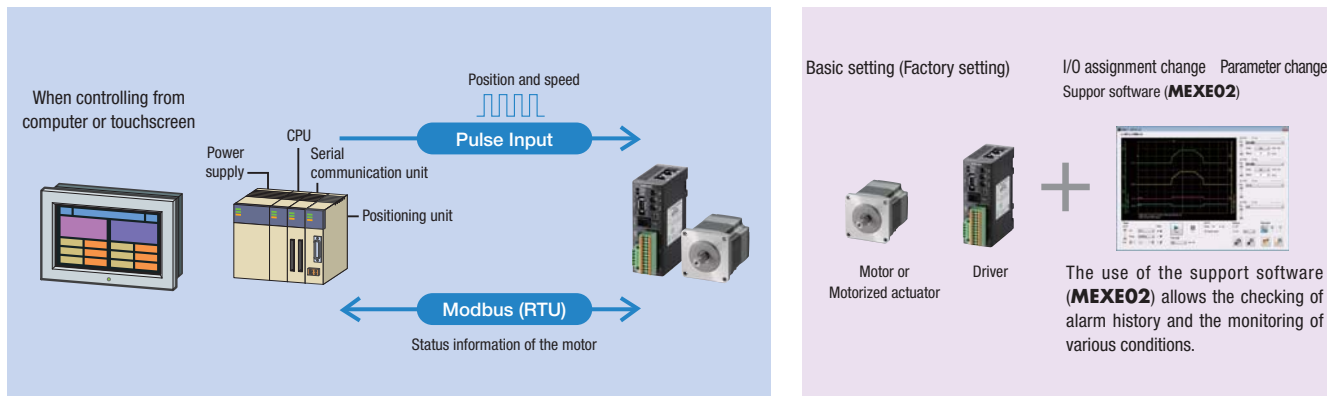 When controlling from
computer or touchscreen
Position and speed
Pulse Input
CPU
Power
supply
Serial
communication unit
Positioning unit
Modbus (RTU)
Status information of the motor
Basic setting (Factory setting)
I/O assignment change Parameter change
Suppor software (MEXE02)
Motor or
Motorized actuator
Driver
The use of the support software
(MEXE02) allows the checking of
alarm history and the monitoring of
various conditions.